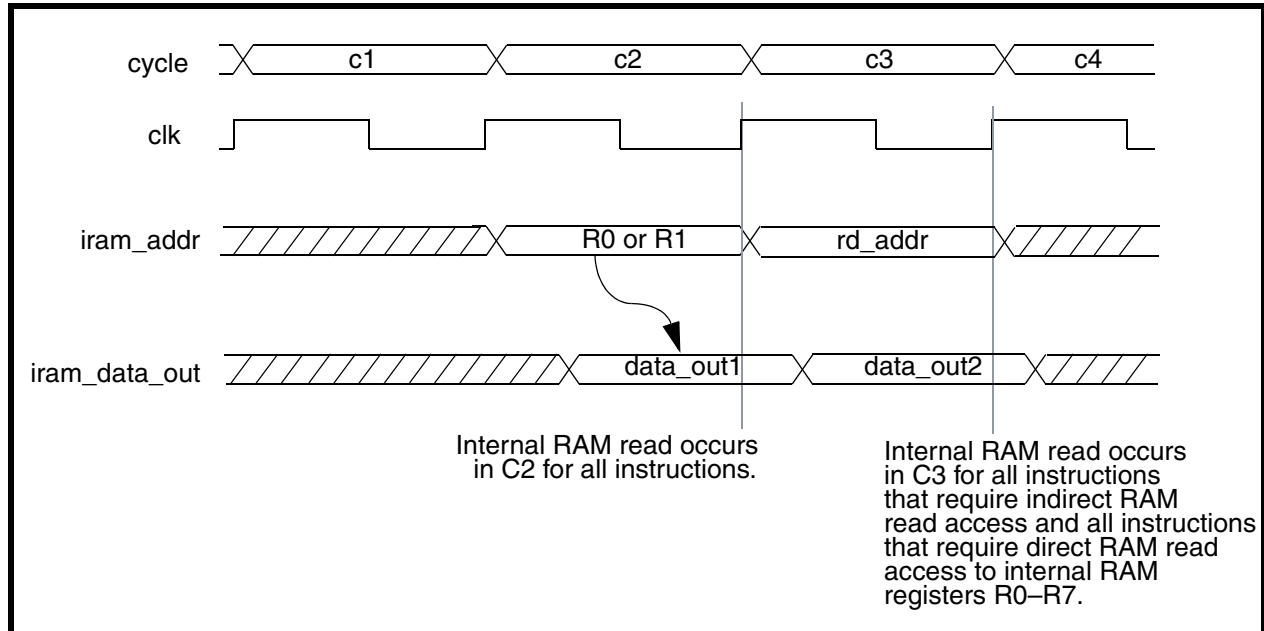 cycle
c1
c2
c3
c4
clk
iram_addr
R0 or R1
rd_addr
iram_data_out
data_out1
data_out2
Internal RAM read occurs
in C2 for all instructions.
Internal RAM read occurs
in C3 for all instructions
that require indirect RAM
read access and all instructions
that require direct RAM read
access to internal RAM
registers R0–R7.